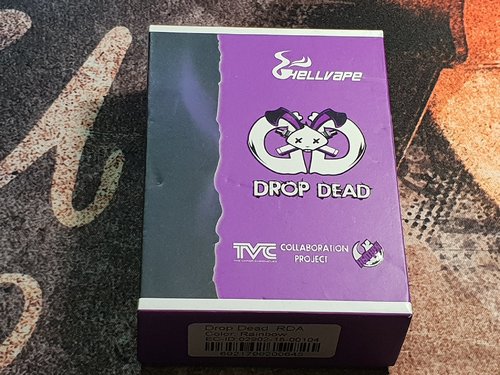 HELLVAPE
DROP DEAD
TVC
COLLABORATION
PROJECT
Drop Dead RDA
Color: Rainbow